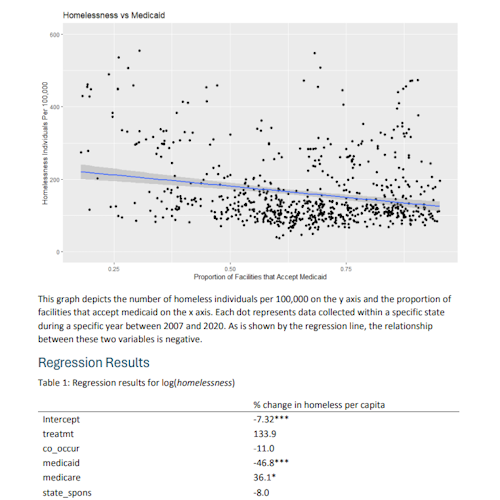 Homelessness vs Medicaid
600-
400-
200-
0-
Homelessness Individuals Per 100,000
0.25 0.50 0.75
Proportion of Facilities that Accept Medicaid
This graph depicts the number of homeless individuals per 100,000 on the y axis and the proportion of
facilities that accept medicaid on the x axis. Each dot represents data collected within a specific state
during a specific year between 2007 and 2020. As is shown by the regression line, the relationship
between these two variables is negative.
Regression Results
Table 1: Regression results for log(homelessness)
% change in homeless per capita
Intercept -7.32***
treatmt 133.9
co_occur -11.0
medicaid -46.8***
medicare 36.1*
state_spons -8.0